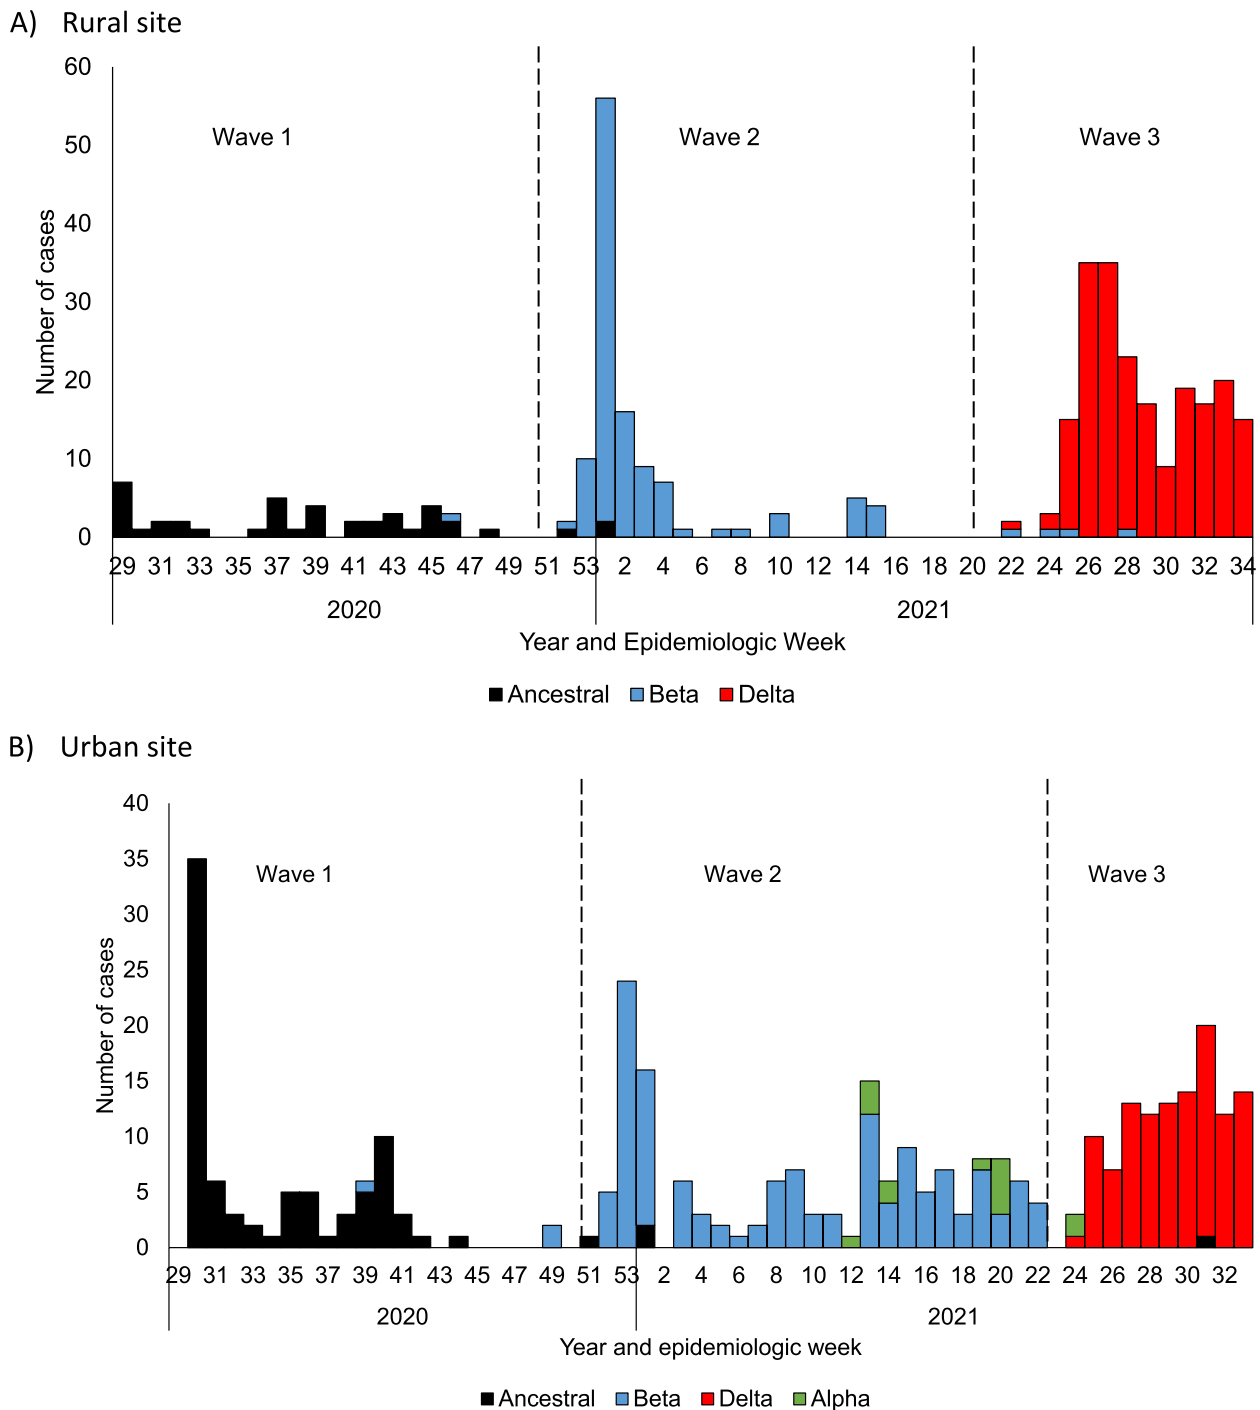 A) Rural site
60
Wave 1 Wave 2 Wave 3
50
40
30
20
10
0
Number of cases
29 31 33 35 37 39 41 43 45 47 49 51 53 2 4 6 8 10 12 14 16 18 20 22 24 26 28 30 32 34
2020 2021
Year and Epidemiologic Week
Ancestral Beta Delta
B) Urban site
40
35
Wave 1 Wave 2 Wave 3
30
25
20
15
10
5
0
Number of cases
29 31 33 35 37 39 41 43 45 47 49 51 53 2 4 6 8 10 12 14 16 18 20 22 24 26 28 30 32
2020 2021
Year and epidemiologic week
Ancestral Beta Delta Alpha